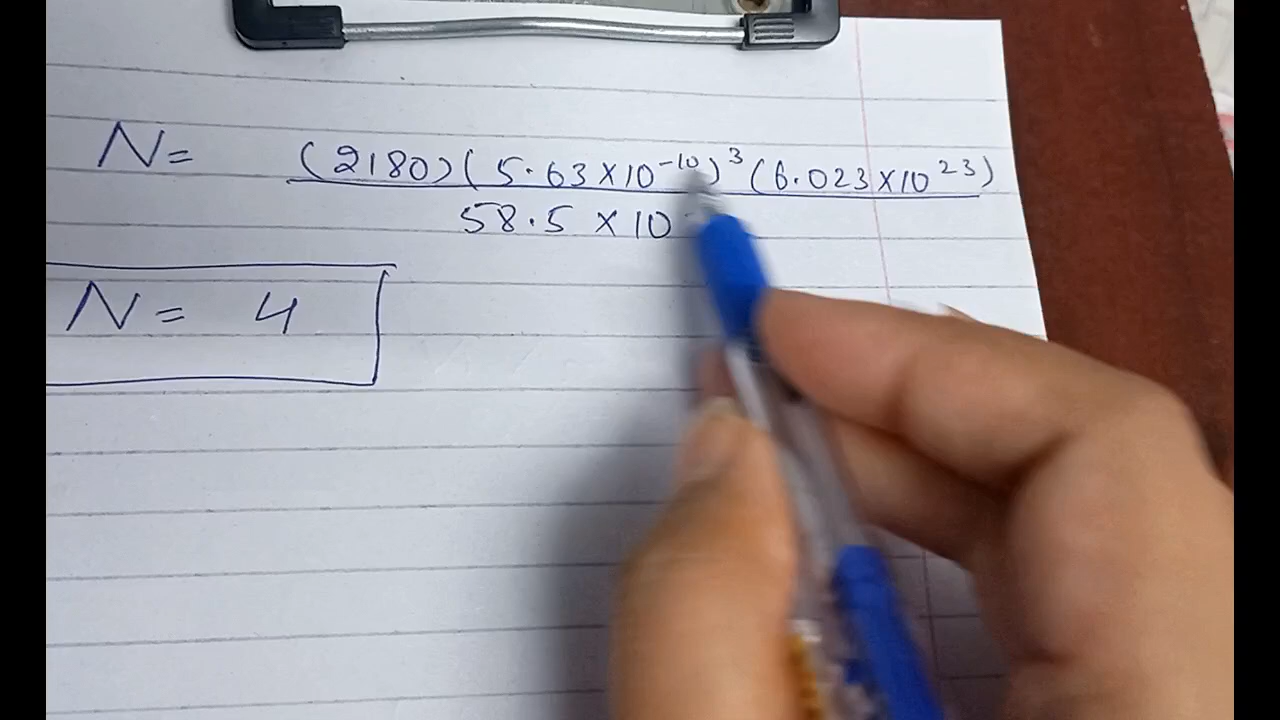 N= (2180)(5.63×10⁻¹⁰)³(6.023×10²³)
58.5 ×10
N= 4